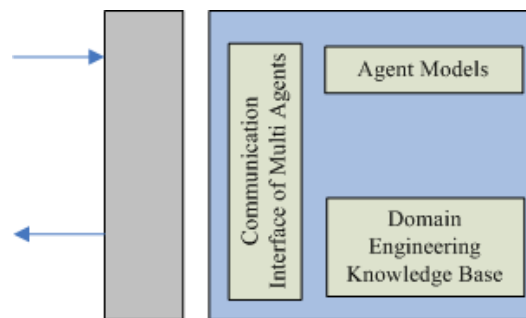 Communication
Interface of Multi Agents
Agent Models
Domain
Engineering
Knowledge Base